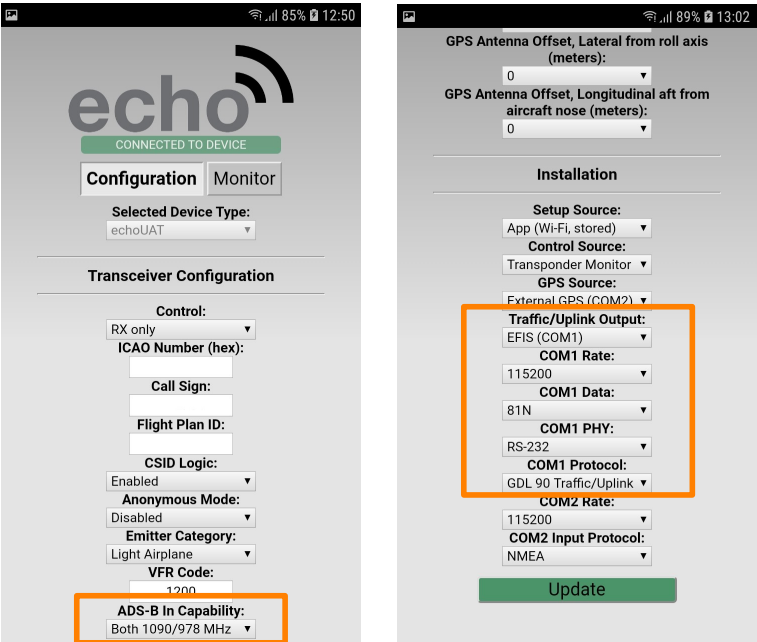 85% 12:50
echo
CONNECTED TO DEVICE
Configuration Monitor
Selected Device Type:
echoUAT
Transceiver Configuration
Control:
RX only
ICAO Number (hex):
Call Sign:
Flight Plan ID:
CSID Logic:
Enabled
Anonymous Mode:
Disabled
Emitter Category:
Light Airplane
VFR Code:
1200
ADS-B In Capability:
Both 1090/978 MHz
89% 13:02
GPS Antenna Offset, Lateral from roll axis
(meters):
0
GPS Antenna Offset, Longitudinal aft from
aircraft nose (meters):
0
Installation
Setup Source:
App (Wi-Fi, stored)
Control Source:
Transponder Monitor
GPS Source:
External GPS (COM2)
Traffic/Uplink Output:
EFIS (COM1)
COM1 Rate:
115200
COM1 Data:
81N
COM1 PHY:
RS-232
COM1 Protocol:
GDL 90 Traffic/Uplink
COM2 Rate:
115200
COM2 Input Protocol:
NMEA
Update